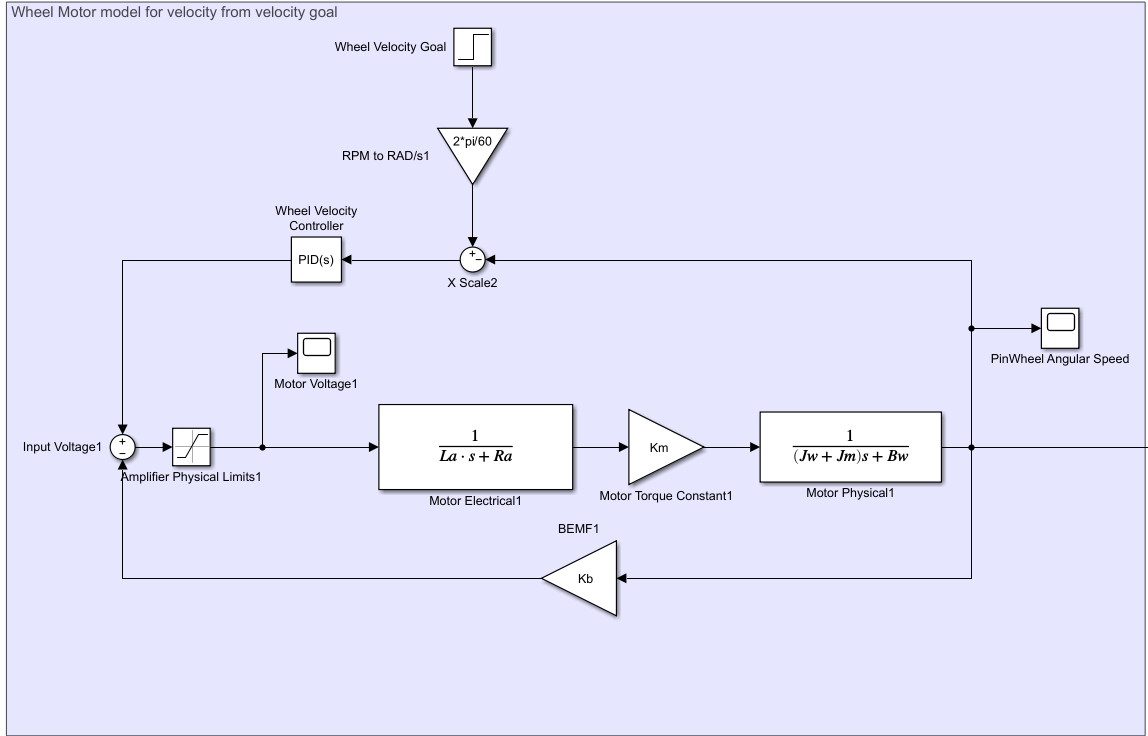 Wheel Motor model for velocity from velocity goal
Wheel Velocity Goal
2*pi/60
RPM to RAD/s1
Wheel Velocity
Controller
PID(s)
+
−
X Scale2
PinWheel Angular Speed
Motor Voltage1
Input Voltage1
+
−
Amplifier Physical Limits1
1
La · s + Ra
Motor Electrical1
Km
Motor Torque Constant1
1
(Jw + Jm)s + Bw
Motor Physical1
BEMF1
Kb